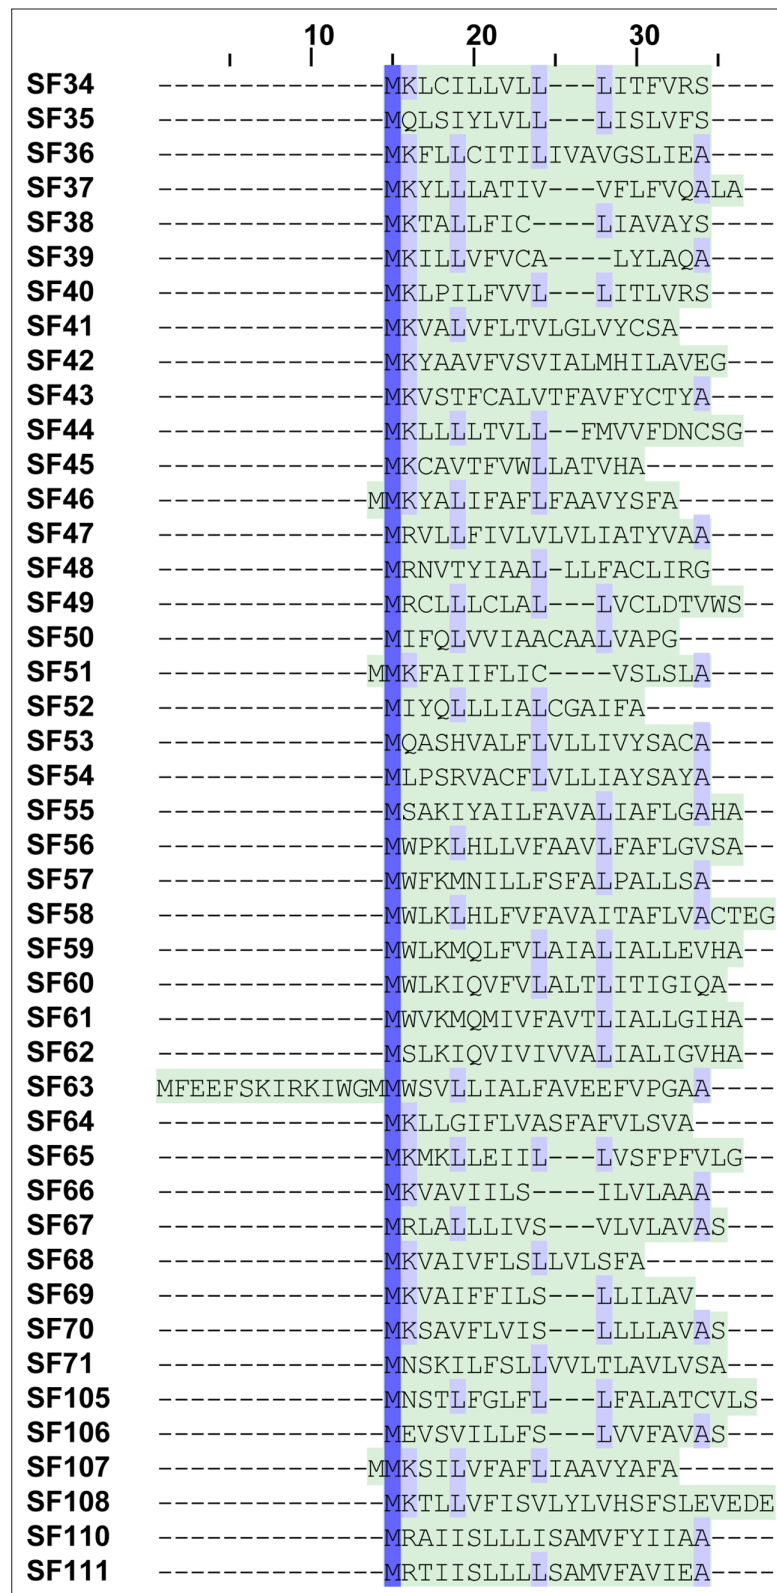 10 20 30
SF34 --------------MKLCILLVLL---LITFVRS----
SF35 --------------MQLSIYLVLL---LISLVFS----
SF36 --------------MKFLLCITILIVAVGSLIEA----
SF37 --------------MKYLLLATIV---VFLFVQALA--
SF38 --------------MKTALLFIC----LIAVAYS----
SF39 --------------MKILLVFVCA----LYLAQA----
SF40 --------------MKLPILFVVL---LITLVRS----
SF41 --------------MKVALVFLTVLGLVYCSA------
SF42 --------------MKYAAVFVSVIALMHILAVEG---
SF43 --------------MKVSTFCALVTFAVFYCTYA----
SF44 --------------MKLLLLTVLL--FMVVFDNCSG--
SF45 --------------MKCAVTFVWLLATVHA--------
SF46 -------------MMKYALIFAFLFAAVYSFA------
SF47 --------------MRVLLFIVLVLVLIATYVAA----
SF48 --------------MRNVTYIAAL-LLFACLIRG----
SF49 --------------MRCLLLCLAL---LVCLDTVWS--
SF50 --------------MIFQLVVIAACAALVAPG------
SF51 -------------MMKFAIIFLIC----VSLSLA----
SF52 --------------MIYQLLLIALCGAIFA--------
SF53 --------------MQASHVALFLVLLIVYSACA----
SF54 --------------MLPSRVACFLVLLIAYSAYA----
SF55 --------------MSAKIYAILFAVALIAFLGAHA--
SF56 --------------MWPKLHLLVFAAVLFAFLGVSA--
SF57 --------------MWFKMNILLFSFALPALLSA----
SF58 --------------MWLKLHLFVFAVAITAFLVACTEG
SF59 --------------MWLKMQLFVLAIALIALLEVHA--
SF60 --------------MWLKIQVFVLALTLITIGIQA---
SF61 --------------MWVKMQMIVFAVTLIALLGIHA--
SF62 --------------MSLKIQVIVIVVALIALIGVHA--
SF63 MFEEFSKIRKIWGMMWSVLLIALFAVEEFVPGAA----
SF64 --------------MKLLGIFLVASFAFVLSVA-----
SF65 --------------MKMKLLEIIL---LVSFPFVLG--
SF66 --------------MKVAVIILS----ILVLAAA----
SF67 --------------MRLALLLIVS---VLVLAVAS---
SF68 --------------MKVAIVFLSLLVLSFA--------
SF69 --------------MKVAIFFILS---LLILAV-----
SF70 --------------MKSAVFLVIS---LLLLAVAS---
SF71 --------------MNSKILFSLLVVLTLAVLVSA---
SF105 --------------MNSTLFGLFL---LFALATCVLS-
SF106 --------------MEVSVILLFS---LVVFAVAS---
SF107 -------------MMKSILVFAFLIAAVYAFA------
SF108 --------------MKTLLVFISVLYLVHSFSLEVEDE
SF110 --------------MRAIISLLLISAMVFYIIAA----
SF111 --------------MRTIISLLLLSAMVFAVIEA----